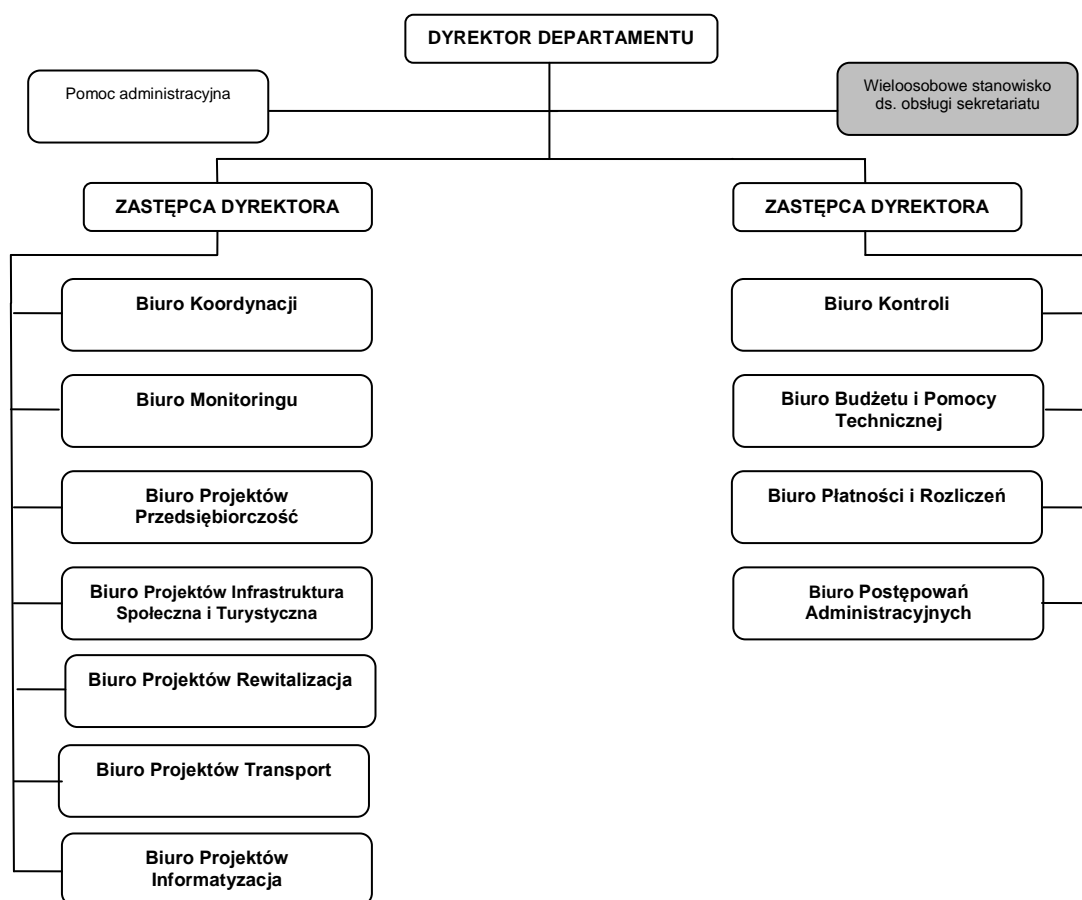 DYREKTOR DEPARTAMENTU
Pomoc administracyjna
Wieloosobowe stanowisko
ds. obsługi sekretariatu
ZASTĘPCA DYREKTORA
ZASTĘPCA DYREKTORA
Biuro Koordynacji
Biuro Monitoringu
Biuro Projektów
Przedsiębiorczość
Biuro Projektów Infrastruktura
Społeczna i Turystyczna
Biuro Projektów Rewitalizacja
Biuro Projektów Transport
Biuro Projektów
Informatyzacja
Biuro Kontroli
Biuro Budżetu i Pomocy
Technicznej
Biuro Płatności i Rozliczeń
Biuro Postępowań
Administracyjnych